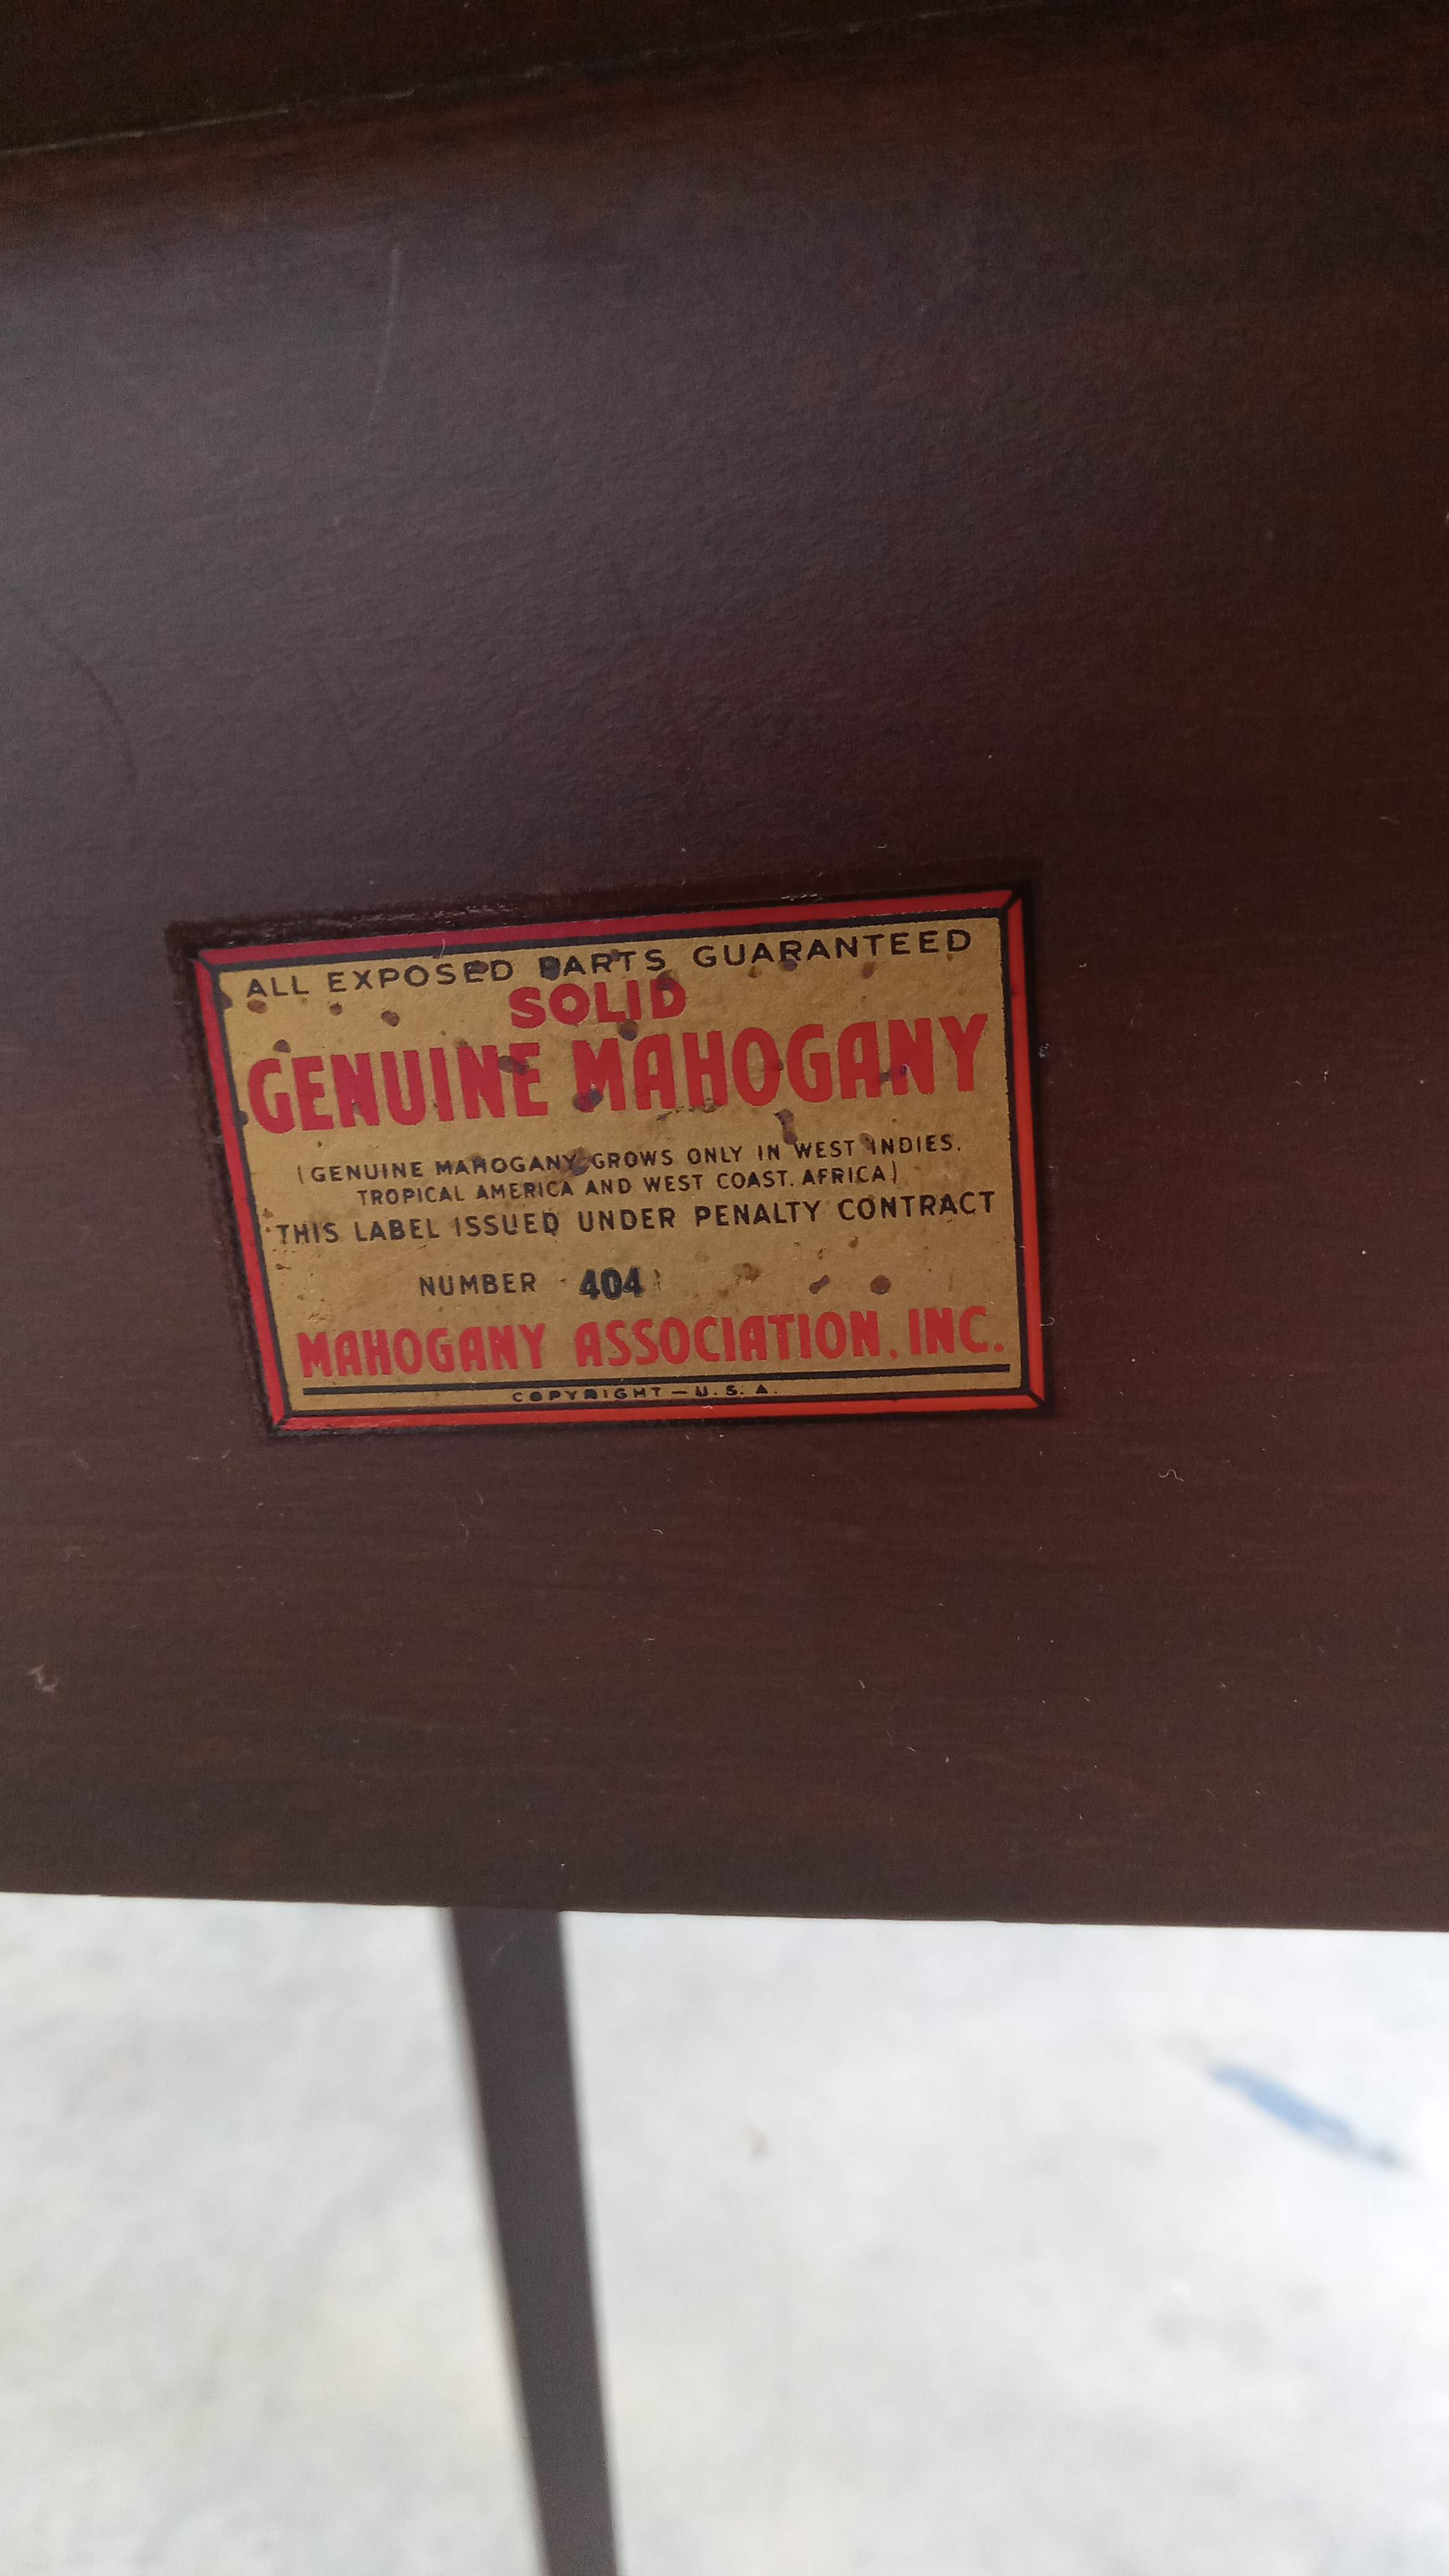 ALL EXPOSED PARTS GUARANTEED
SOLID
GENUINE MAHOGANY
(GENUINE MAHOGANY GROWS ONLY IN WEST INDIES.
TROPICAL AMERICA AND WEST COAST. AFRICA)
THIS LABEL ISSUED UNDER PENALTY CONTRACT
NUMBER 404
MAHOGANY ASSOCIATION, INC.
COPYRIGHT — U.S.A.